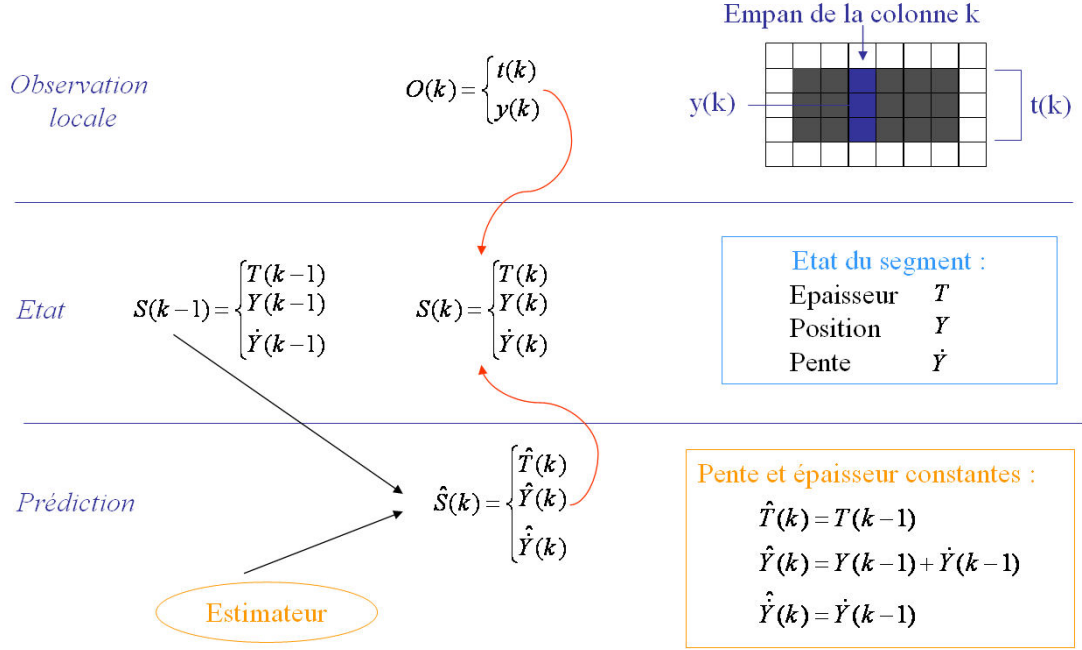 Empan de la colonne k
Observation locale
O(k) = { t(k)
y(k)
y(k)
t(k)
Etat
S(k−1) = { T(k−1)
Y(k−1)
Ẏ(k−1)
S(k) = { T(k)
Y(k)
Ẏ(k)
Etat du segment :
Epaisseur T
Position Y
Pente Ẏ
Prédiction
Ŝ(k) = { T̂(k)
Ŷ(k)
Ẏ̂(k)
Estimateur
Pente et épaisseur constantes :
T̂(k) = T(k−1)
Ŷ(k) = Y(k−1) + Ẏ(k−1)
Ẏ̂(k) = Ẏ(k−1)